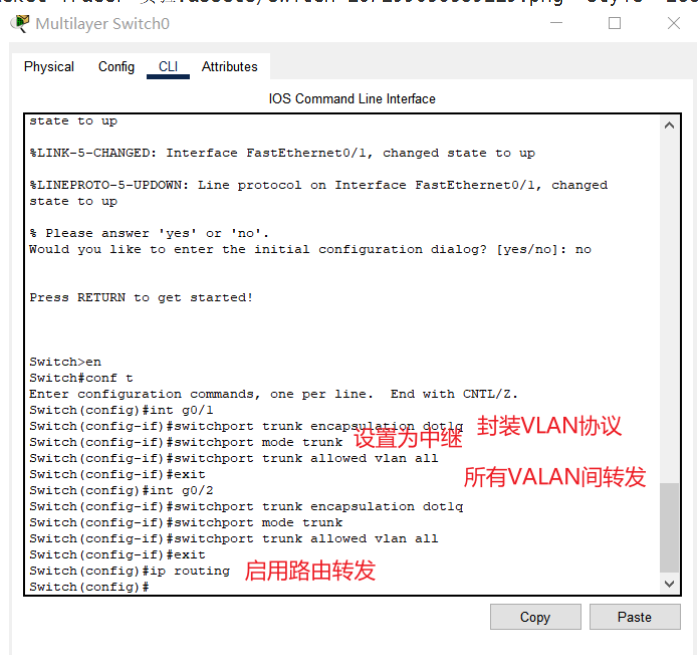 Multilayer Switch0
Physical Config CLI Attributes
IOS Command Line Interface
state to up
%LINK-5-CHANGED: Interface FastEthernet0/1, changed state to up
%LINEPROTO-5-UPDOWN: Line protocol on Interface FastEthernet0/1, changed
state to up
% Please answer 'yes' or 'no'.
Would you like to enter the initial configuration dialog? [yes/no]: no
Press RETURN to get started!
Switch>en
Switch#conf t
Enter configuration commands, one per line. End with CNTL/Z.
Switch(config)#int g0/1
Switch(config-if)#switchport trunk encapsulation dot1q 封装VLAN协议
Switch(config-if)#switchport mode trunk 设置为中继
Switch(config-if)#switchport trunk allowed vlan all
Switch(config-if)#exit 所有VALAN间转发
Switch(config)#int g0/2
Switch(config-if)#switchport trunk encapsulation dot1q
Switch(config-if)#switchport mode trunk
Switch(config-if)#switchport trunk allowed vlan all
Switch(config-if)#exit
Switch(config)#ip routing 启用路由转发
Switch(config)#
Copy Paste